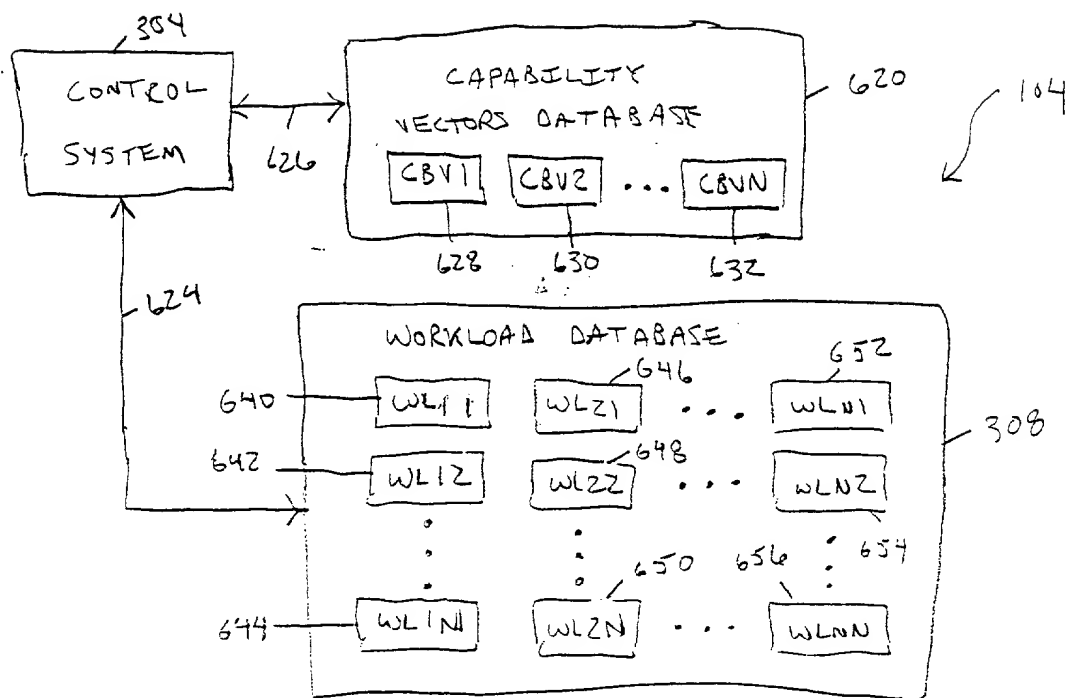 304
CONTROL
SYSTEM
626
CAPABILITY
VECTORS DATABASE
CBV1 CBV2 ... CBVN
628 630 632
620
104
624
WORKLOAD DATABASE
640 WL11 646 WL21 ... 652 WLN1
308
642 WL12 648 WL22 ... WLN2
654
644 WL1N 650 WL2N ... 656 WLNN